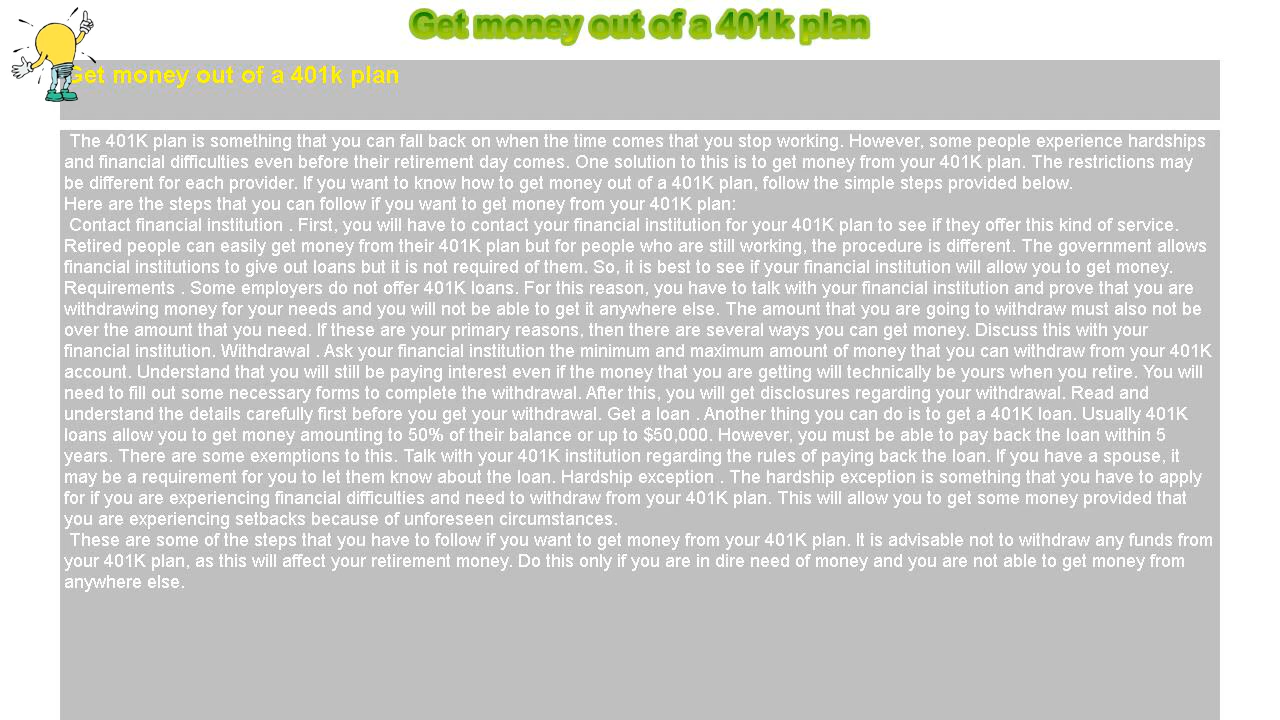 Get money out of a 401k plan
Get money out of a 401k plan
The 401K plan is something that you can fall back on when the time comes that you stop working. However, some people experience hardships
and financial difficulties even before their retirement day comes. One solution to this is to get money from your 401K plan. The restrictions may
be different for each provider. If you want to know how to get money out of a 401K plan, follow the simple steps provided below.
Here are the steps that you can follow if you want to get money from your 401K plan:
Contact financial institution . First, you will have to contact your financial institution for your 401K plan to see if they offer this kind of service.
Retired people can easily get money from their 401K plan but for people who are still working, the procedure is different. The government allows
financial institutions to give out loans but it is not required of them. So, it is best to see if your financial institution will allow you to get money.
Requirements . Some employers do not offer 401K loans. For this reason, you have to talk with your financial institution and prove that you are
withdrawing money for your needs and you will not be able to get it anywhere else. The amount that you are going to withdraw must also not be
over the amount that you need. If these are your primary reasons, then there are several ways you can get money. Discuss this with your
financial institution. Withdrawal . Ask your financial institution the minimum and maximum amount of money that you can withdraw from your 401K
account. Understand that you will still be paying interest even if the money that you are getting will technically be yours when you retire. You will
need to fill out some necessary forms to complete the withdrawal. After this, you will get disclosures regarding your withdrawal. Read and
understand the details carefully first before you get your withdrawal. Get a loan . Another thing you can do is to get a 401K loan. Usually 401K
loans allow you to get money amounting to 50% of their balance or up to $50,000. However, you must be able to pay back the loan within 5
years. There are some exemptions to this. Talk with your 401K institution regarding the rules of paying back the loan. If you have a spouse, it
may be a requirement for you to let them know about the loan. Hardship exception . The hardship exception is something that you have to apply
for if you are experiencing financial difficulties and need to withdraw from your 401K plan. This will allow you to get some money provided that
you are experiencing setbacks because of unforeseen circumstances.
These are some of the steps that you have to follow if you want to get money from your 401K plan. It is advisable not to withdraw any funds from
your 401K plan, as this will affect your retirement money. Do this only if you are in dire need of money and you are not able to get money from
anywhere else.